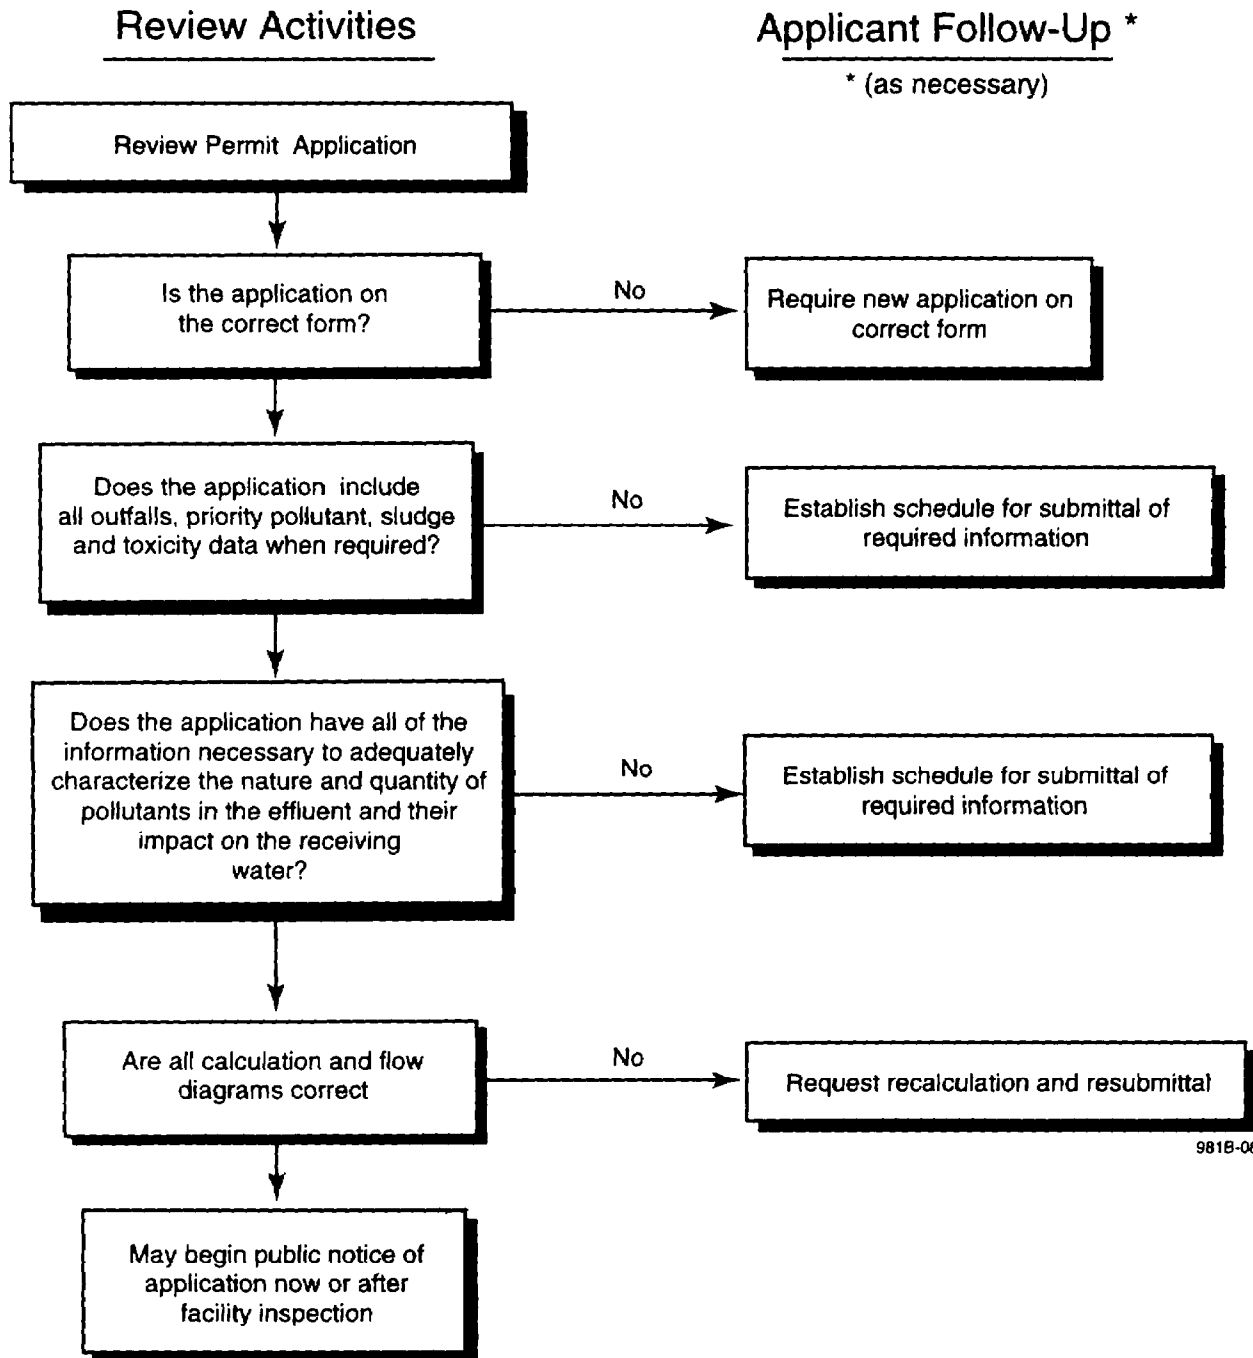 Review Activities
Applicant Follow-Up *
* (as necessary)
Review Permit Application
Is the application on
the correct form?
No
Require new application on
correct form
Does the application include
all outfalls, priority pollutant, sludge
and toxicity data when required?
No
Establish schedule for submittal of
required information
Does the application have all of the
information necessary to adequately
characterize the nature and quantity of
pollutants in the effluent and their
impact on the receiving
water?
No
Establish schedule for submittal of
required information
Are all calculation and flow
diagrams correct
No
Request recalculation and resubmittal
981B-08
May begin public notice of
application now or after
facility inspection